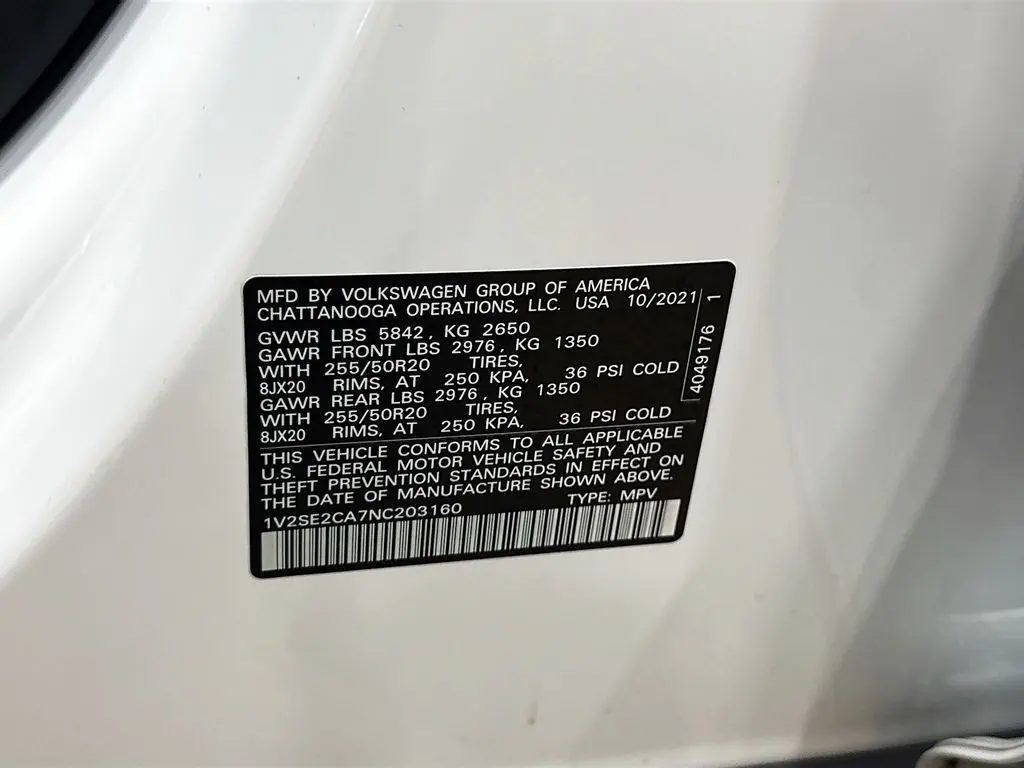 MFD BY VOLKSWAGEN GROUP OF AMERICA
CHATTANOOGA OPERATIONS, LLC. USA 10/2021
GVWR LBS 5842, KG 2650
GAWR FRONT LBS 2976, KG 1350
WITH 255/50R20 TIRES,
8JX20 RIMS, AT 250 KPA, 36 PSI COLD
GAWR REAR LBS 2976, KG 1350
WITH 255/50R20 TIRES,
8JX20 RIMS, AT 250 KPA, 36 PSI COLD
4049176 1
THIS VEHICLE CONFORMS TO ALL APPLICABLE
U.S. FEDERAL MOTOR VEHICLE SAFETY AND
THEFT PREVENTION STANDARDS IN EFFECT ON
THE DATE OF MANUFACTURE SHOWN ABOVE.
1V2SE2CA7NC203160 TYPE: MPV